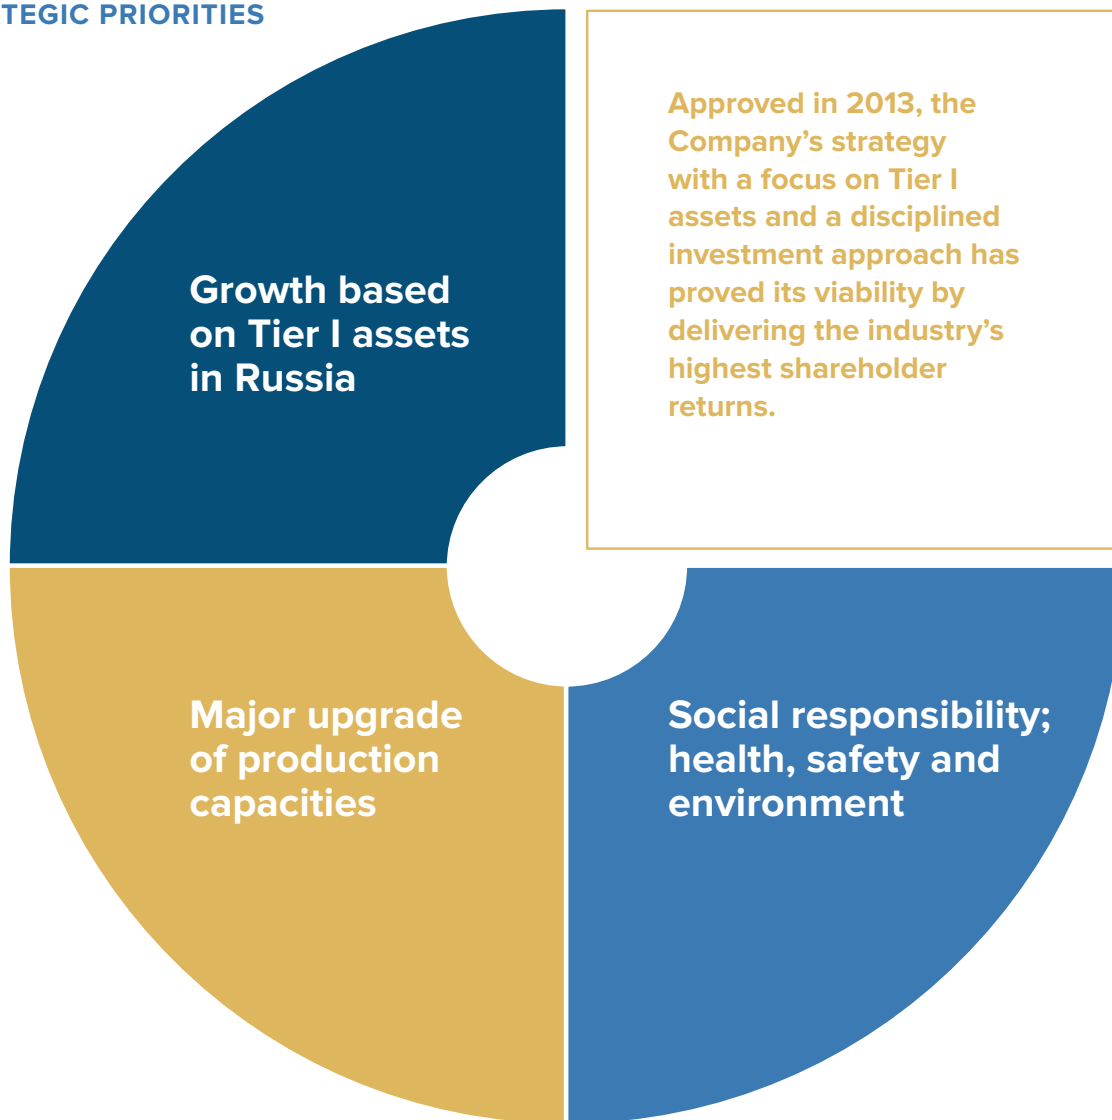 TEGIC PRIORITIES
Approved in 2013, the
Company’s strategy
with a focus on Tier I
assets and a disciplined
investment approach has
proved its viability by
delivering the industry’s
highest shareholder
returns.
Growth based
on Tier I assets
in Russia
Major upgrade
of production
capacities
Social responsibility;
health, safety and
environment